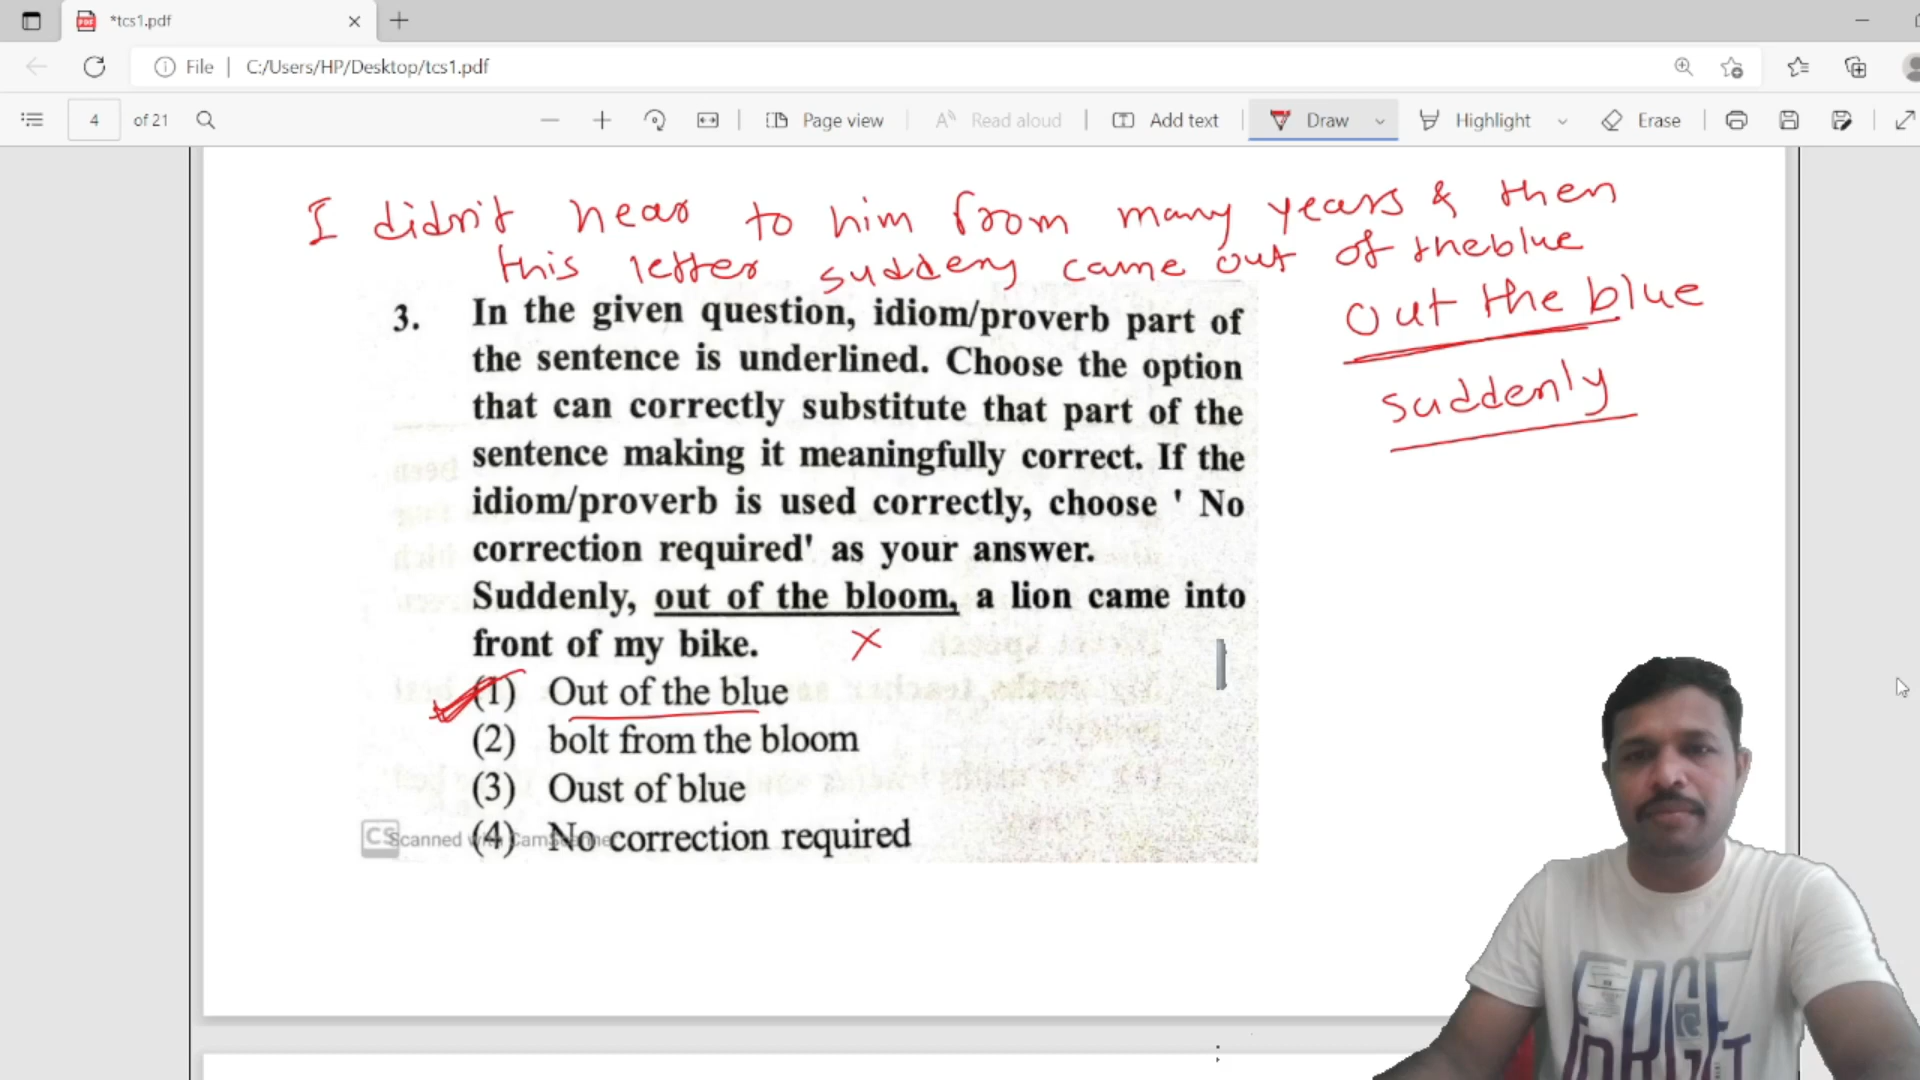 *tcs1.pdf
File | C:/Users/HP/Desktop/tcs1.pdf
4 of 21 Page view Read aloud Add text Draw Highlight Erase
I didn't hear to him from many years & then
this letter suddeny came out of theblue
out the blue
suddenly
3. In the given question, idiom/proverb part of
the sentence is underlined. Choose the option
that can correctly substitute that part of the
sentence making it meaningfully correct. If the
idiom/proverb is used correctly, choose ' No
correction required' as your answer.
Suddenly, out of the bloom, a lion came into
front of my bike.
(1) Out of the blue
(2) bolt from the bloom
(3) Oust of blue
(4) No correction required
CS Scanned with CamScanner